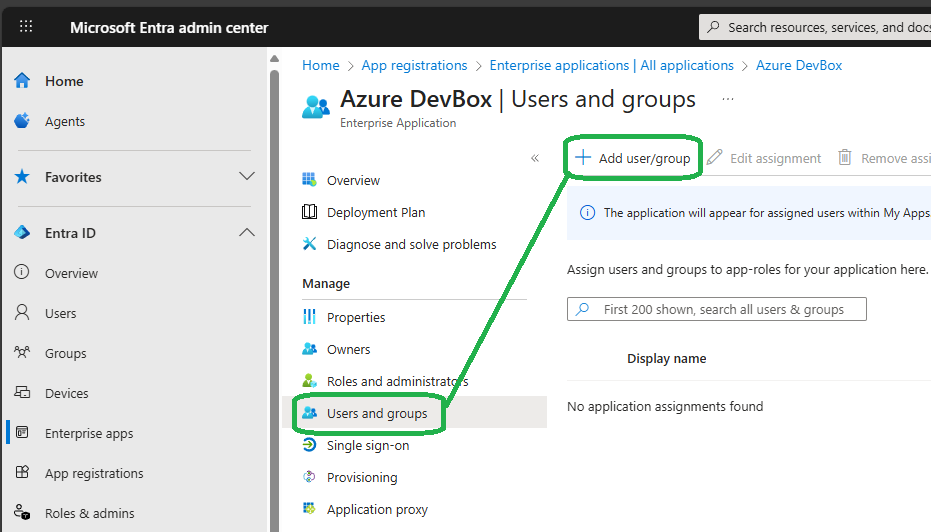 Microsoft Entra admin center
Search resources, services, and docs
Home
Agents
Favorites
Entra ID
Overview
Users
Groups
Devices
Enterprise apps
App registrations
Roles & admins
Home > App registrations > Enterprise applications | All applications > Azure DevBox
Azure DevBox | Users and groups ...
Enterprise Application
«
Overview
Deployment Plan
Diagnose and solve problems
Manage
Properties
Owners
Roles and administrators
Users and groups
Single sign-on
Provisioning
Application proxy
+ Add user/group Edit assignment Remove assi
The application will appear for assigned users within My Apps.
Assign users and groups to app-roles for your application here.
First 200 shown, search all users & groups
Display name
No application assignments found